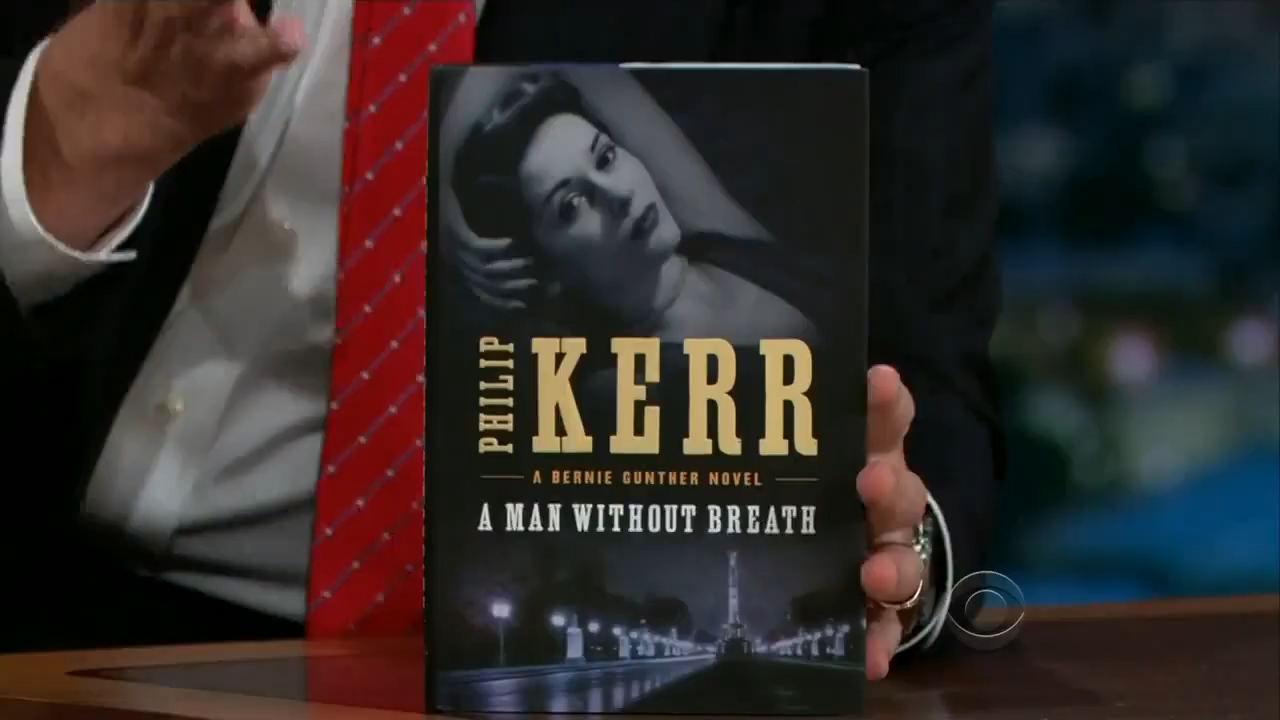 PHILIP
KERR
A BERNIE GUNTHER NOVEL
A MAN WITHOUT BREATH